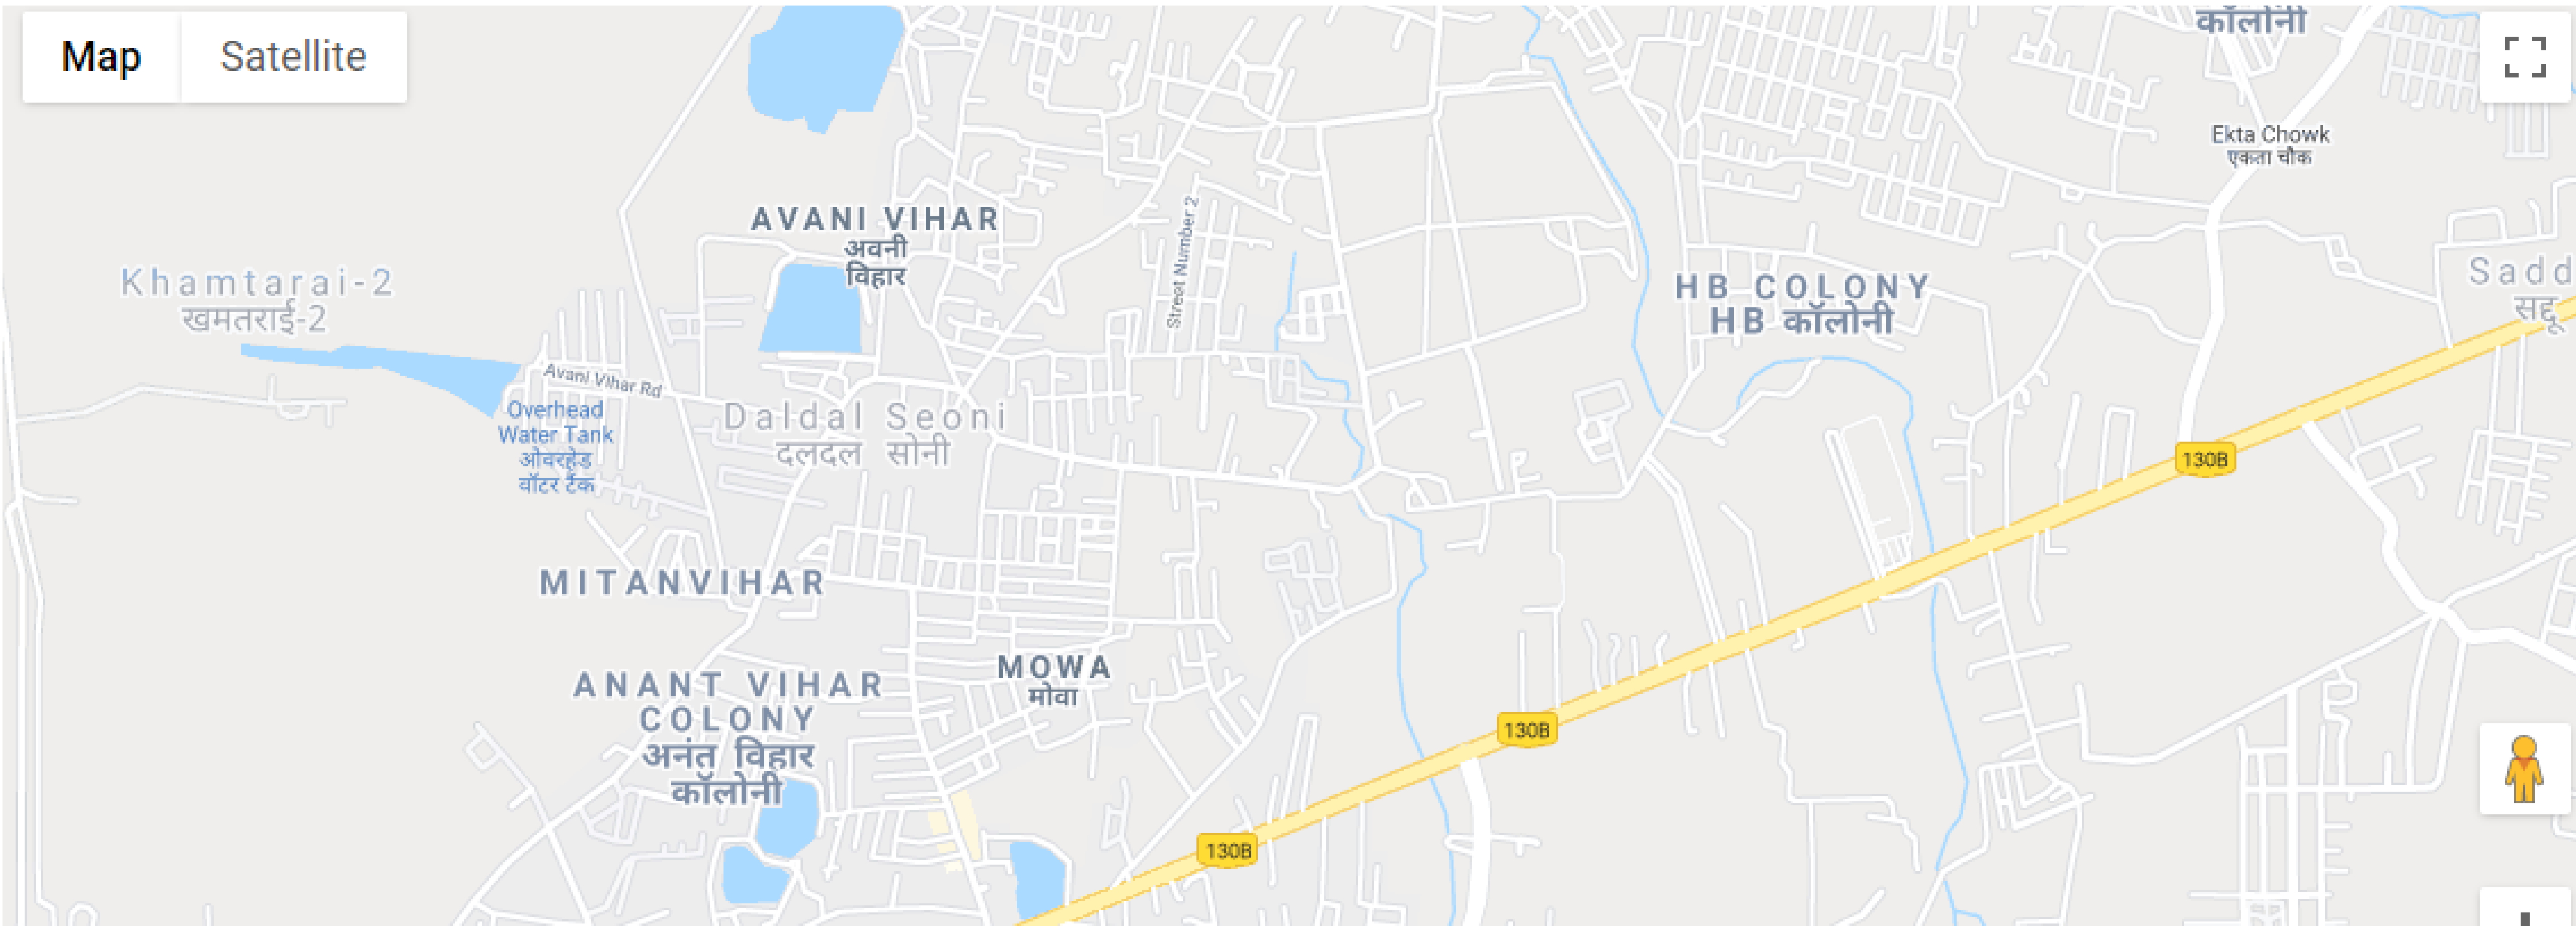 Map
Satellite
कॉलोनी
Ekta Chowk
एकता चौक
AVANI VIHAR
अवनी
विहार
Street Number 2
Khamtarai-2
खमतराई-2
HB COLONY
HB कॉलोनी
Sadd
सद्दू
Avani Vihar Rd
Overhead
Water Tank
ओवरहेड
वॉटर टैंक
Daldal Seoni
दलदल सोनी
130B
MITANVIHAR
MOWA
मोवा
ANANT VIHAR
COLONY
अनंत विहार
कॉलोनी
130B
130B